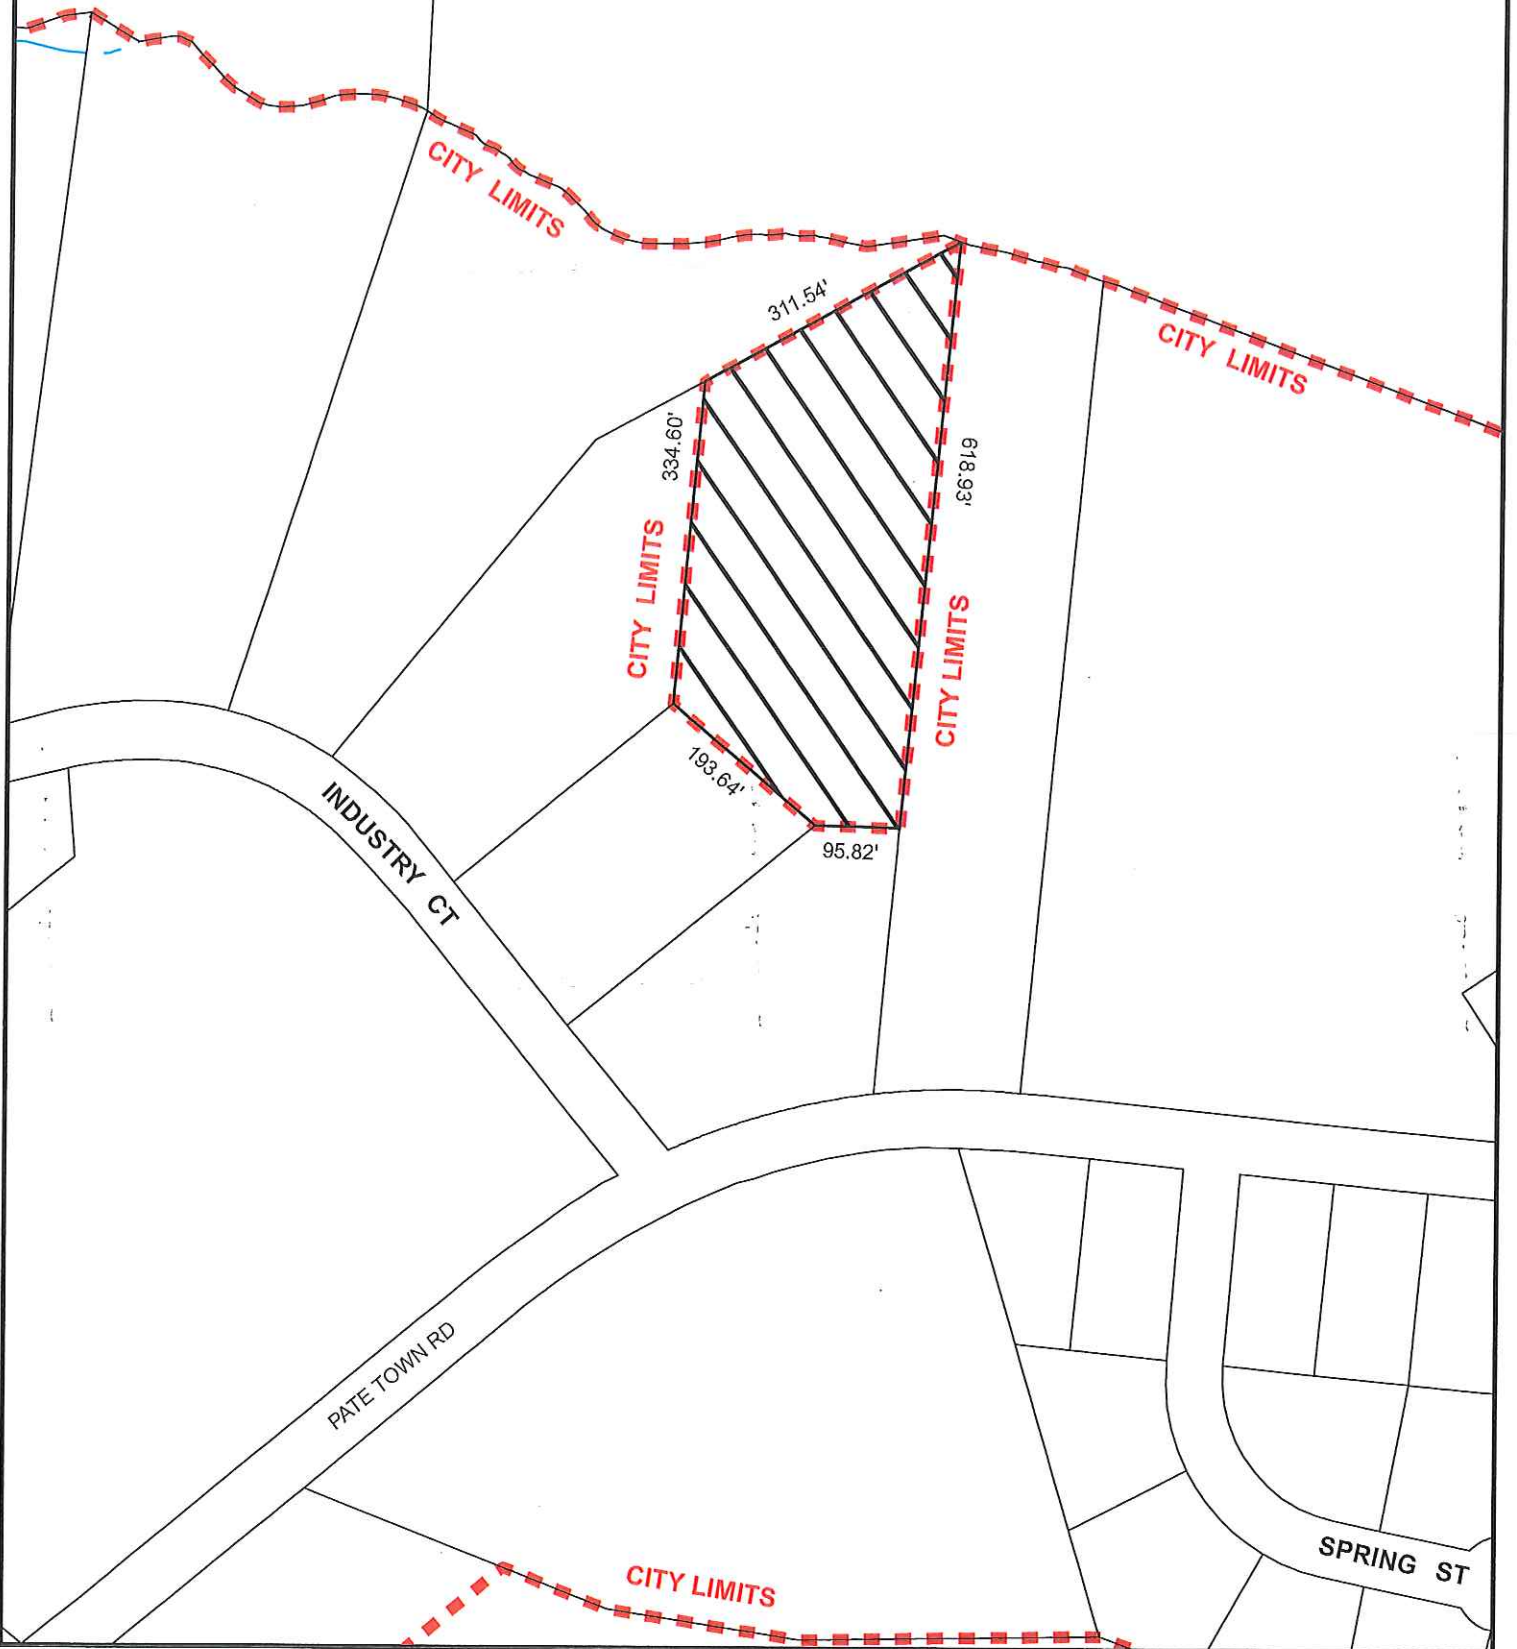 CITY LIMITS
311.54'
CITY LIMITS
334.60'
618.93'
CITY LIMITS
CITY LIMITS
193.64'
95.82'
INDUSTRY CT
PATE TOWN RD
SPRING ST
CITY LIMITS